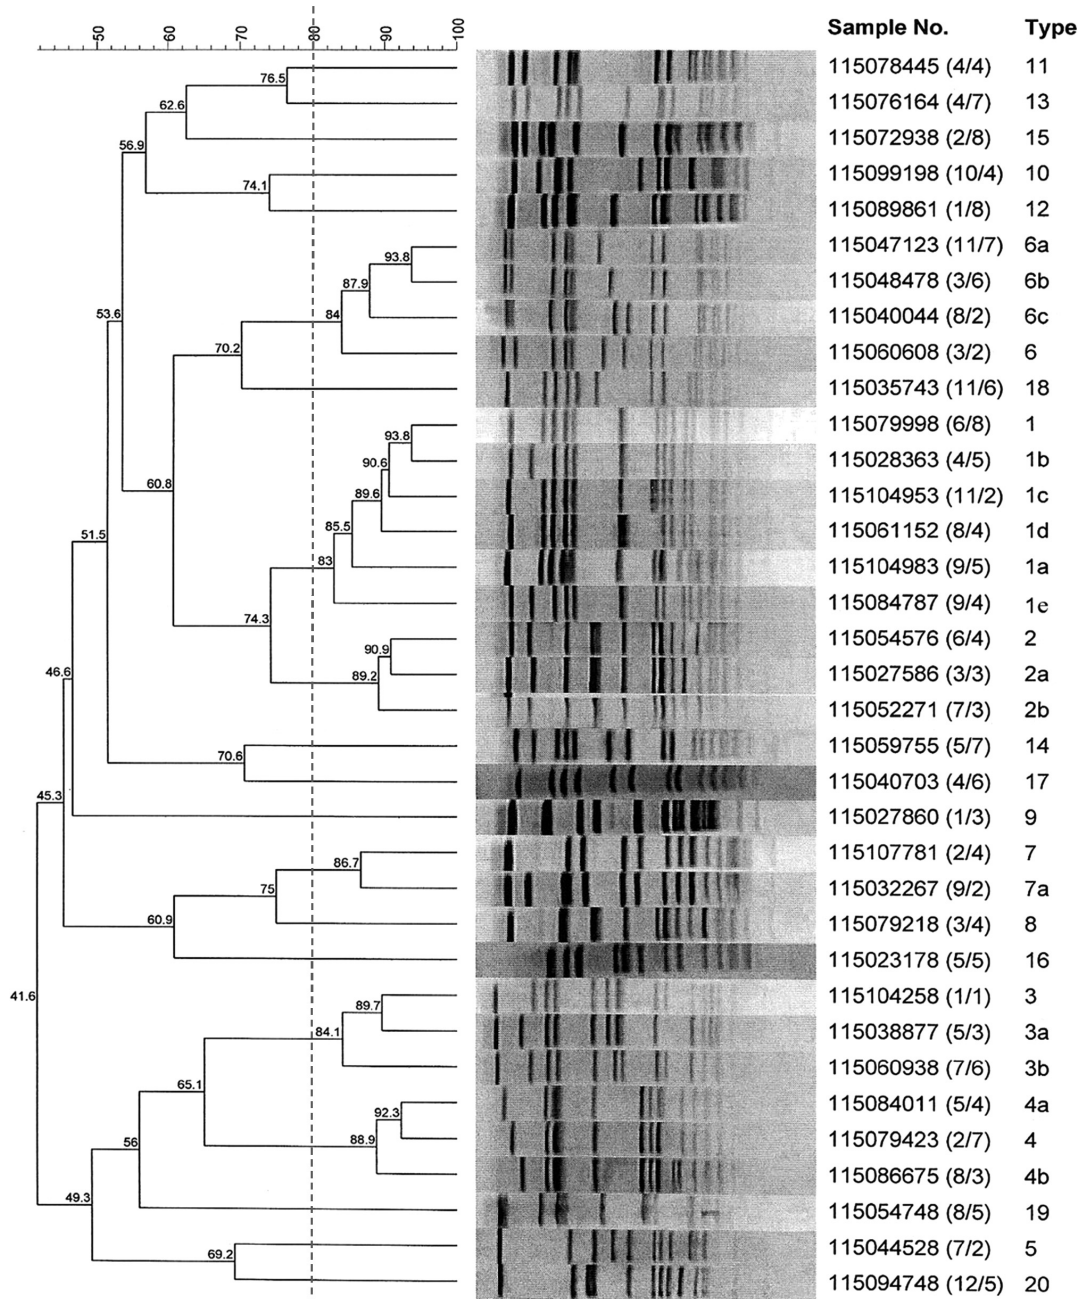 50 60 70 80 90 100
Sample No. Type
115078445 (4/4) 11
76.5
115076164 (4/7) 13
62.6
115072938 (2/8) 15
56.9
115099198 (10/4) 10
74.1
115089861 (1/8) 12
115047123 (11/7) 6a
93.8
115048478 (3/6) 6b
87.9
115040044 (8/2) 6c
53.6 84
115060608 (3/2) 6
70.2
115035743 (11/6) 18
115079998 (6/8) 1
93.8
115028363 (4/5) 1b
90.6
115104953 (11/2) 1c
60.8 89.6
115061152 (8/4) 1d
51.5 85.5
115104983 (9/5) 1a
83
115084787 (9/4) 1e
74.3
115054576 (6/4) 2
90.9
115027586 (3/3) 2a
46.6 89.2
115052271 (7/3) 2b
115059755 (5/7) 14
70.6
115040703 (4/6) 17
45.3
115027860 (1/3) 9
115107781 (2/4) 7
86.7
115032267 (9/2) 7a
75
115079218 (3/4) 8
60.9
115023178 (5/5) 16
41.6
115104258 (1/1) 3
89.7
115038877 (5/3) 3a
84.1
115060938 (7/6) 3b
65.1
115084011 (5/4) 4a
92.3
115079423 (2/7) 4
56 88.9
115086675 (8/3) 4b
49.3
115054748 (8/5) 19
115044528 (7/2) 5
69.2
115094748 (12/5) 20